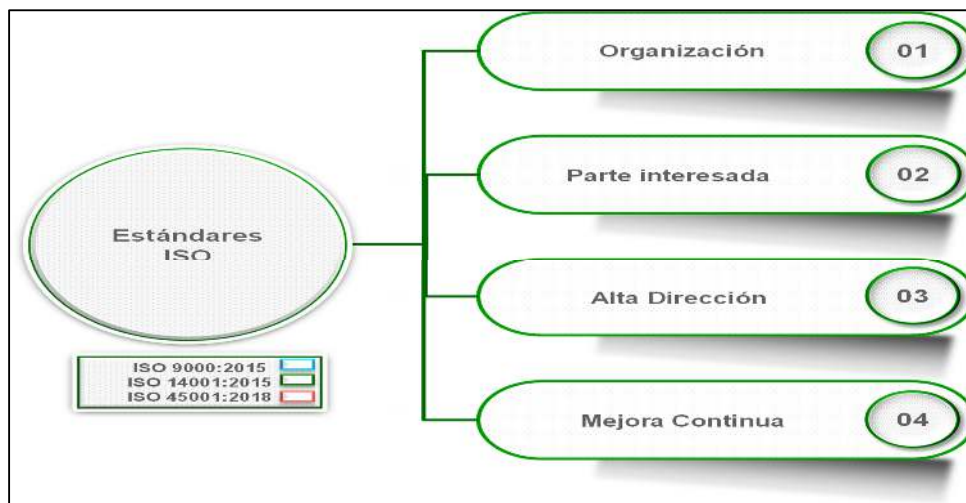 Estándares
ISO
ISO 9000:2015
ISO 14001:2015
ISO 45001:2018
Organización 01
Parte interesada 02
Alta Dirección 03
Mejora Continua 04